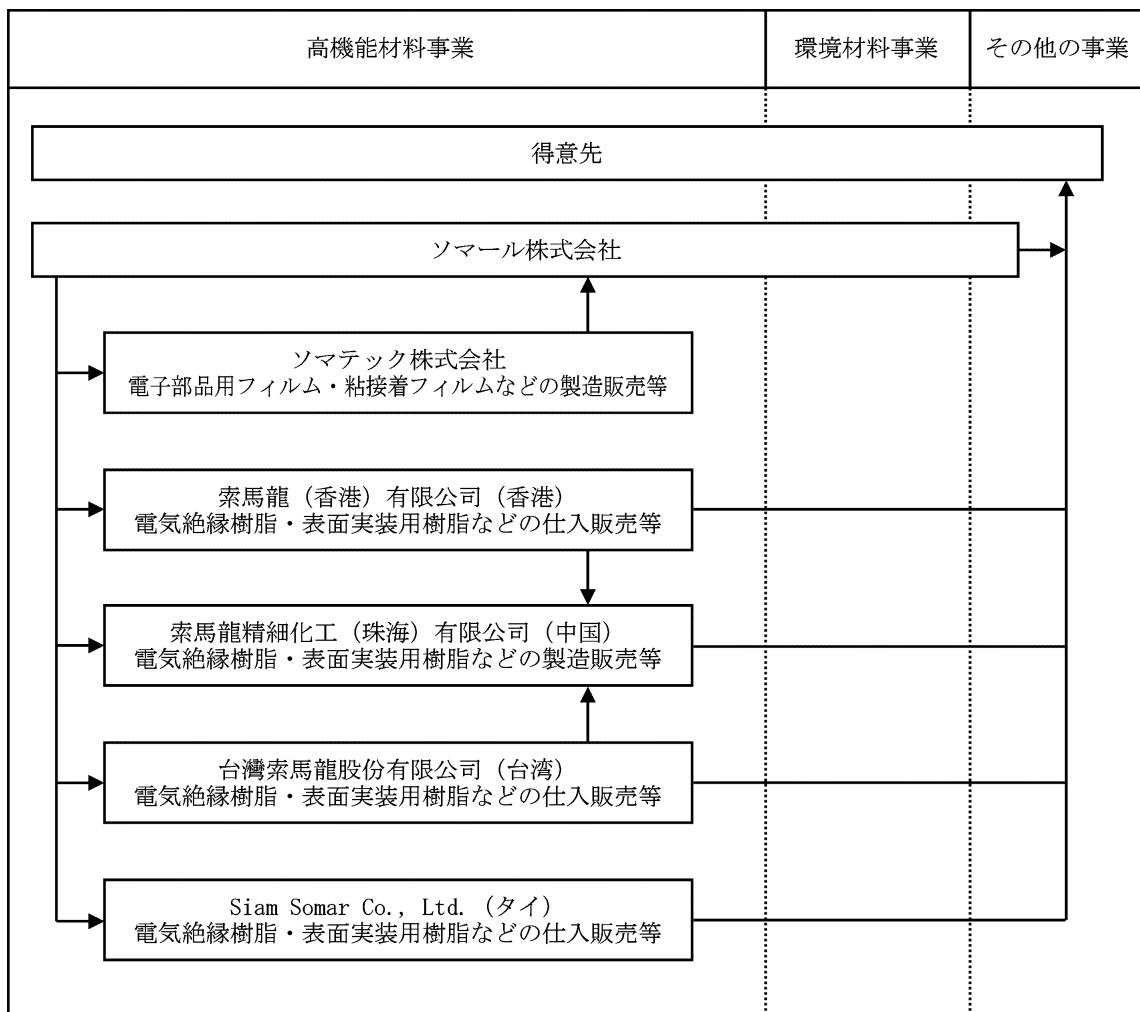 高機能材料事業
環境材料事業
その他の事業
得意先
ソマール株式会社
ソマテック株式会社
電子部品用フィルム・粘接着フィルムなどの製造販売等
索馬龍（香港）有限公司（香港）
電気絶縁樹脂・表面実装用樹脂などの仕入販売等
索馬龍精細化工（珠海）有限公司（中国）
電気絶縁樹脂・表面実装用樹脂などの製造販売等
台灣索馬龍股份有限公司（台湾）
電気絶縁樹脂・表面実装用樹脂などの仕入販売等
Siam Somar Co., Ltd.（タイ）
電気絶縁樹脂・表面実装用樹脂などの仕入販売等